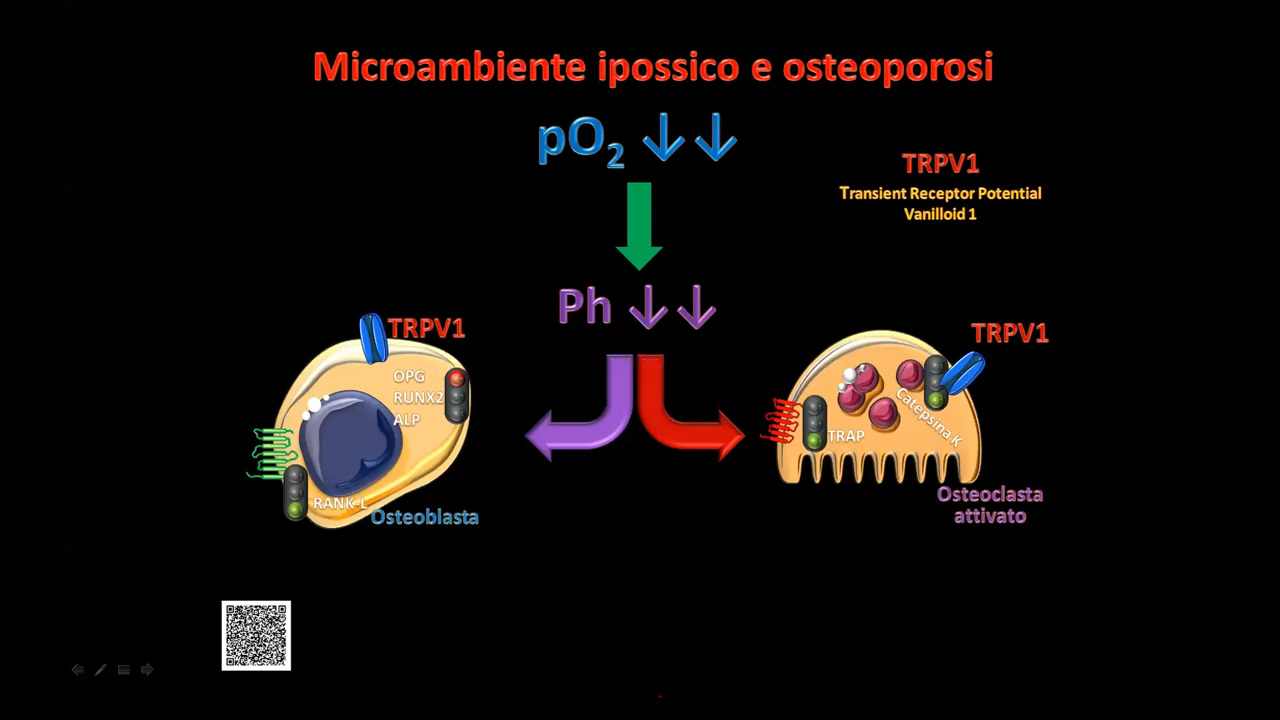 Microambiente ipossico e osteoporosi
pO2 ↓↓
TRPV1
Transient Receptor Potential
Vanilloid 1
Ph ↓↓
TRPV1
OPG
RUNX2
ALP
RANK-L
Osteoblasta
TRPV1
Catepsina K
TRAP
Osteoclasta
attivato